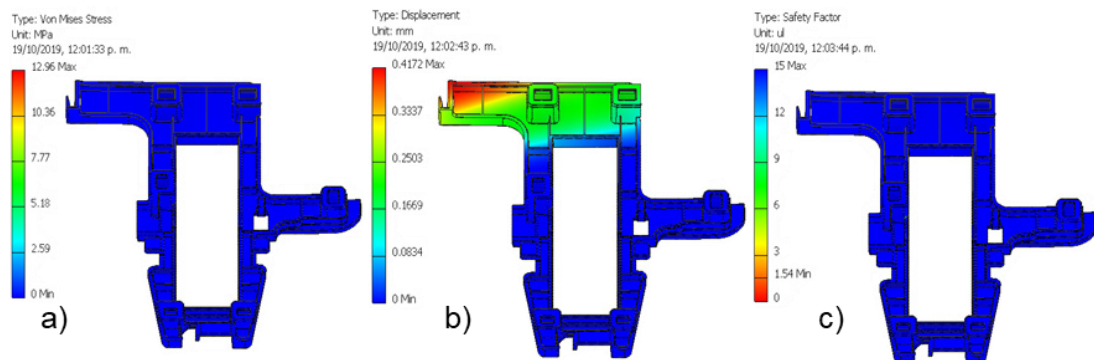 Type: Von Mises Stress
Unit: MPa
19/10/2019, 12:01:33 p. m.
12.96 Max
10.36
7.77
5.18
2.59
0 Min
a)
Type: Displacement
Unit: mm
19/10/2019, 12:02:43 p. m.
0.4172 Max
0.3337
0.2503
0.1669
0.0834
0 Min
b)
Type: Safety Factor
Unit: ul
19/10/2019, 12:03:44 p. m.
15 Max
12
9
6
3
1.54 Min
0
c)